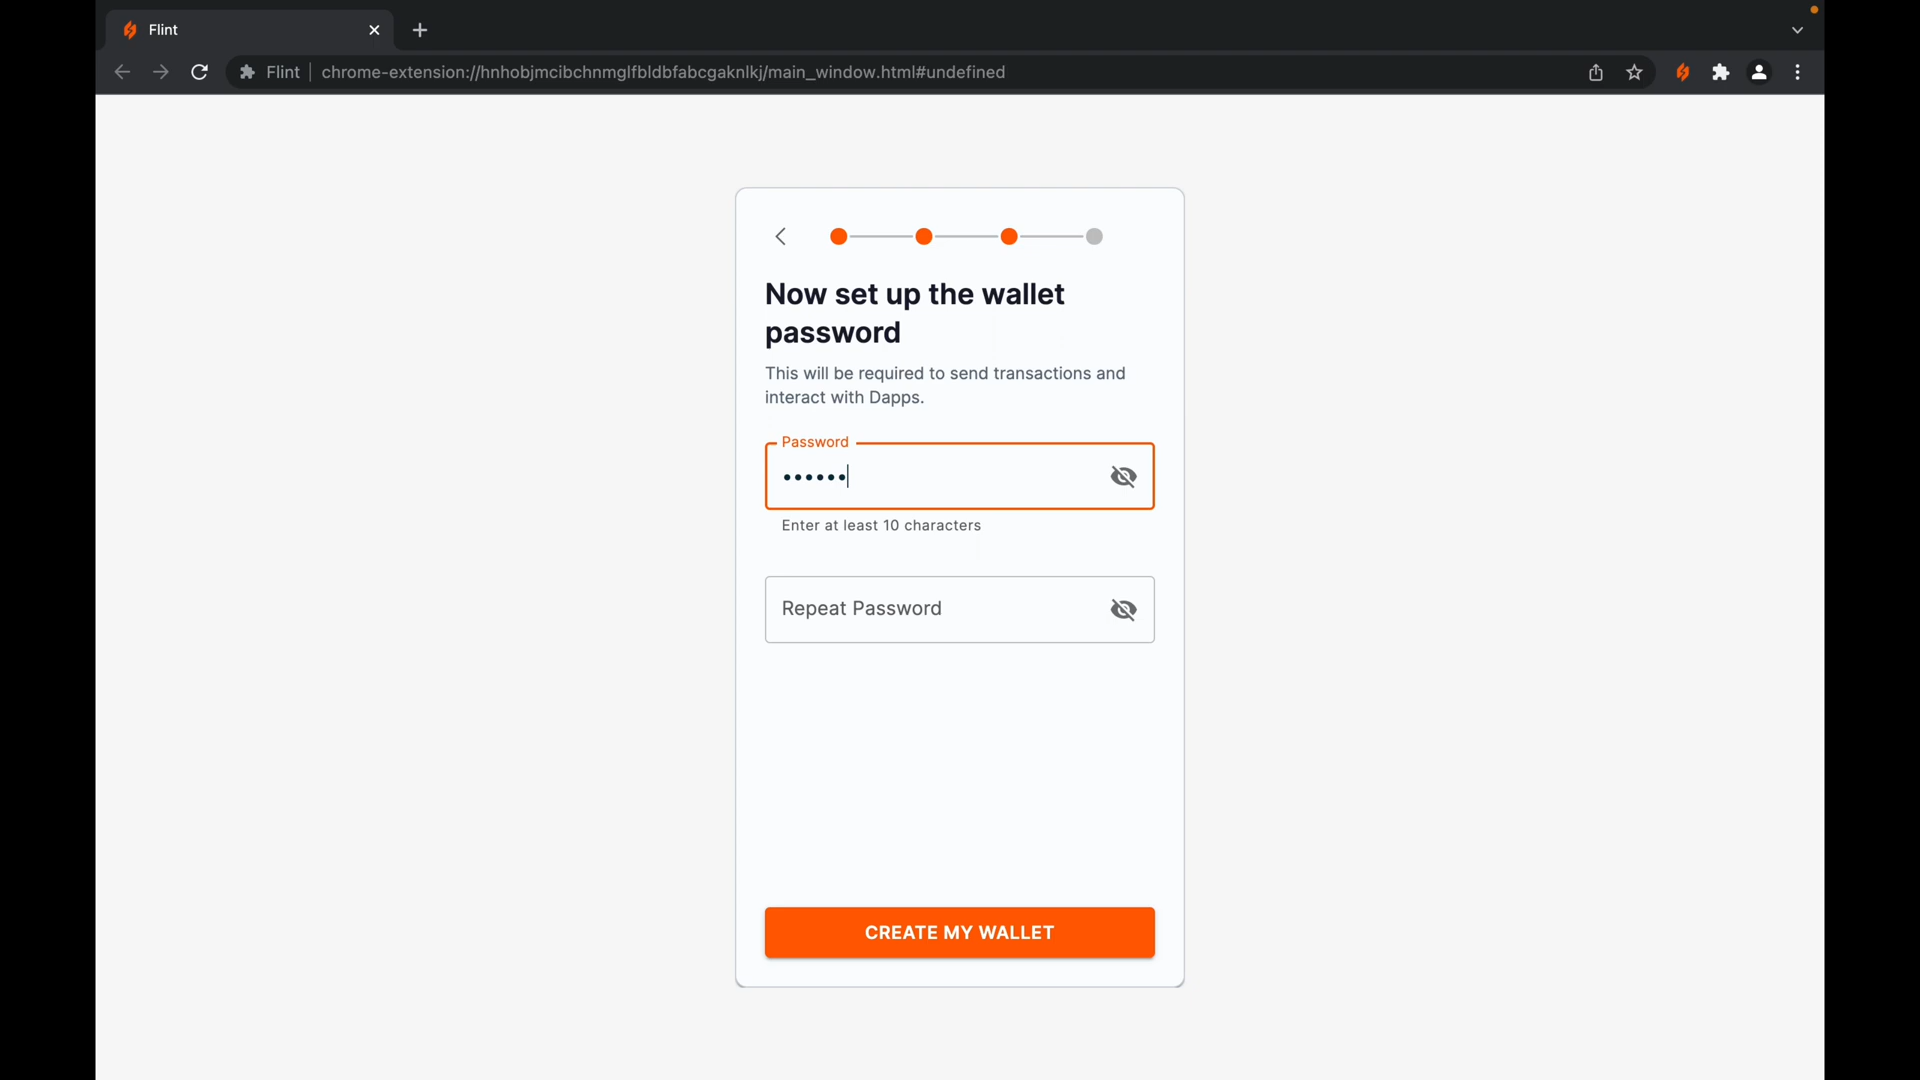 Flint
Flint | chrome-extension://hnhobjmcibchnmglfbldbfabcgaknlkj/main_window.html#undefined
Now set up the wallet
password
This will be required to send transactions and
interact with Dapps.
Password
••••••
Enter at least 10 characters
Repeat Password
CREATE MY WALLET